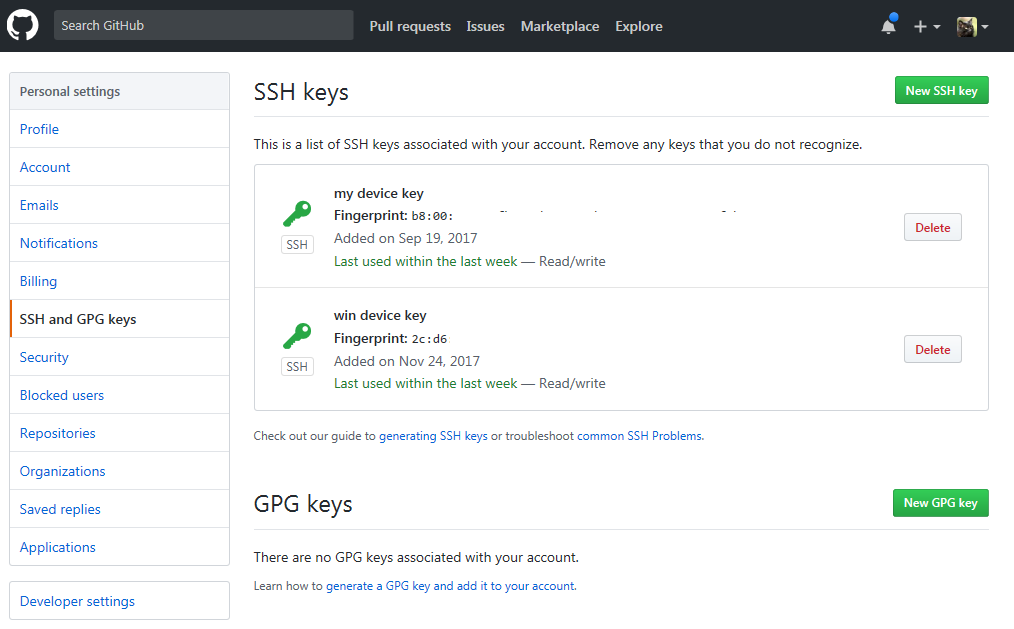 Search GitHub
Pull requests
Issues
Marketplace
Explore
Personal settings
Profile
Account
Emails
Notifications
Billing
SSH and GPG keys
Security
Blocked users
Repositories
Organizations
Saved replies
Applications
Developer settings
SSH keys
New SSH key
This is a list of SSH keys associated with your account. Remove any keys that you do not recognize.
SSH
my device key
Fingerprint: b8:00:
Added on Sep 19, 2017
Last used within the last week — Read/write
Delete
SSH
win device key
Fingerprint: 2c:d6
Added on Nov 24, 2017
Last used within the last week — Read/write
Delete
Check out our guide to generating SSH keys or troubleshoot common SSH Problems.
GPG keys
New GPG key
There are no GPG keys associated with your account.
Learn how to generate a GPG key and add it to your account.